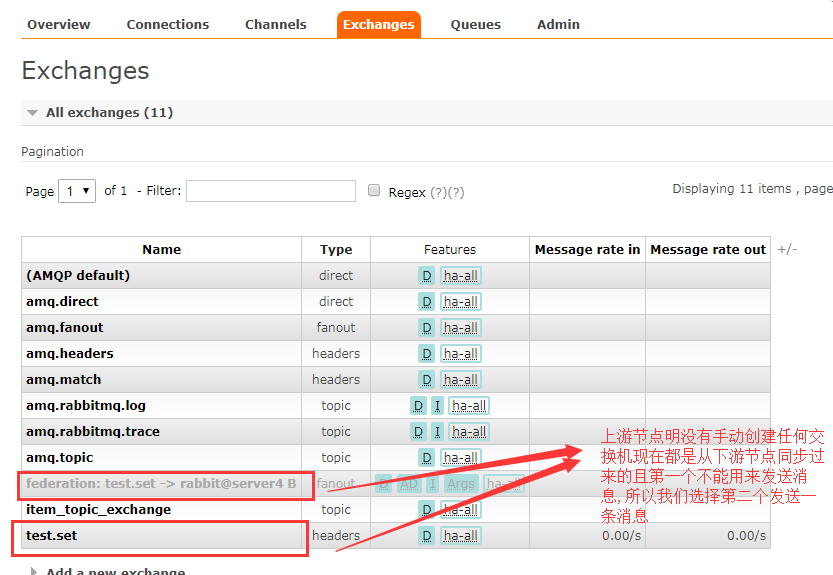 Overview Connections Channels Exchanges Queues Admin
Exchanges
All exchanges (11)
Pagination
Page 1 of 1 - Filter: Regex (?)(?) Displaying 11 items , page
Name Type Features Message rate in Message rate out +/-
(AMQP default) direct D ha-all
amq.direct direct D ha-all
amq.fanout fanout D ha-all
amq.headers headers D ha-all
amq.match headers D ha-all
amq.rabbitmq.log topic D I ha-all
amq.rabbitmq.trace topic D I ha-all
amq.topic topic D ha-all
federation: test.set -> rabbit@server4 B fanout D AD I Args ha-all
item_topic_exchange topic D ha-all
test.set headers D ha-all 0.00/s 0.00/s
上游节点明没有手动创建任何交
换机现在都是从下游节点同步过
来的且第一个不能用来发送消
息,所以我们选择第二个发送一
条消息
Add a new exchange